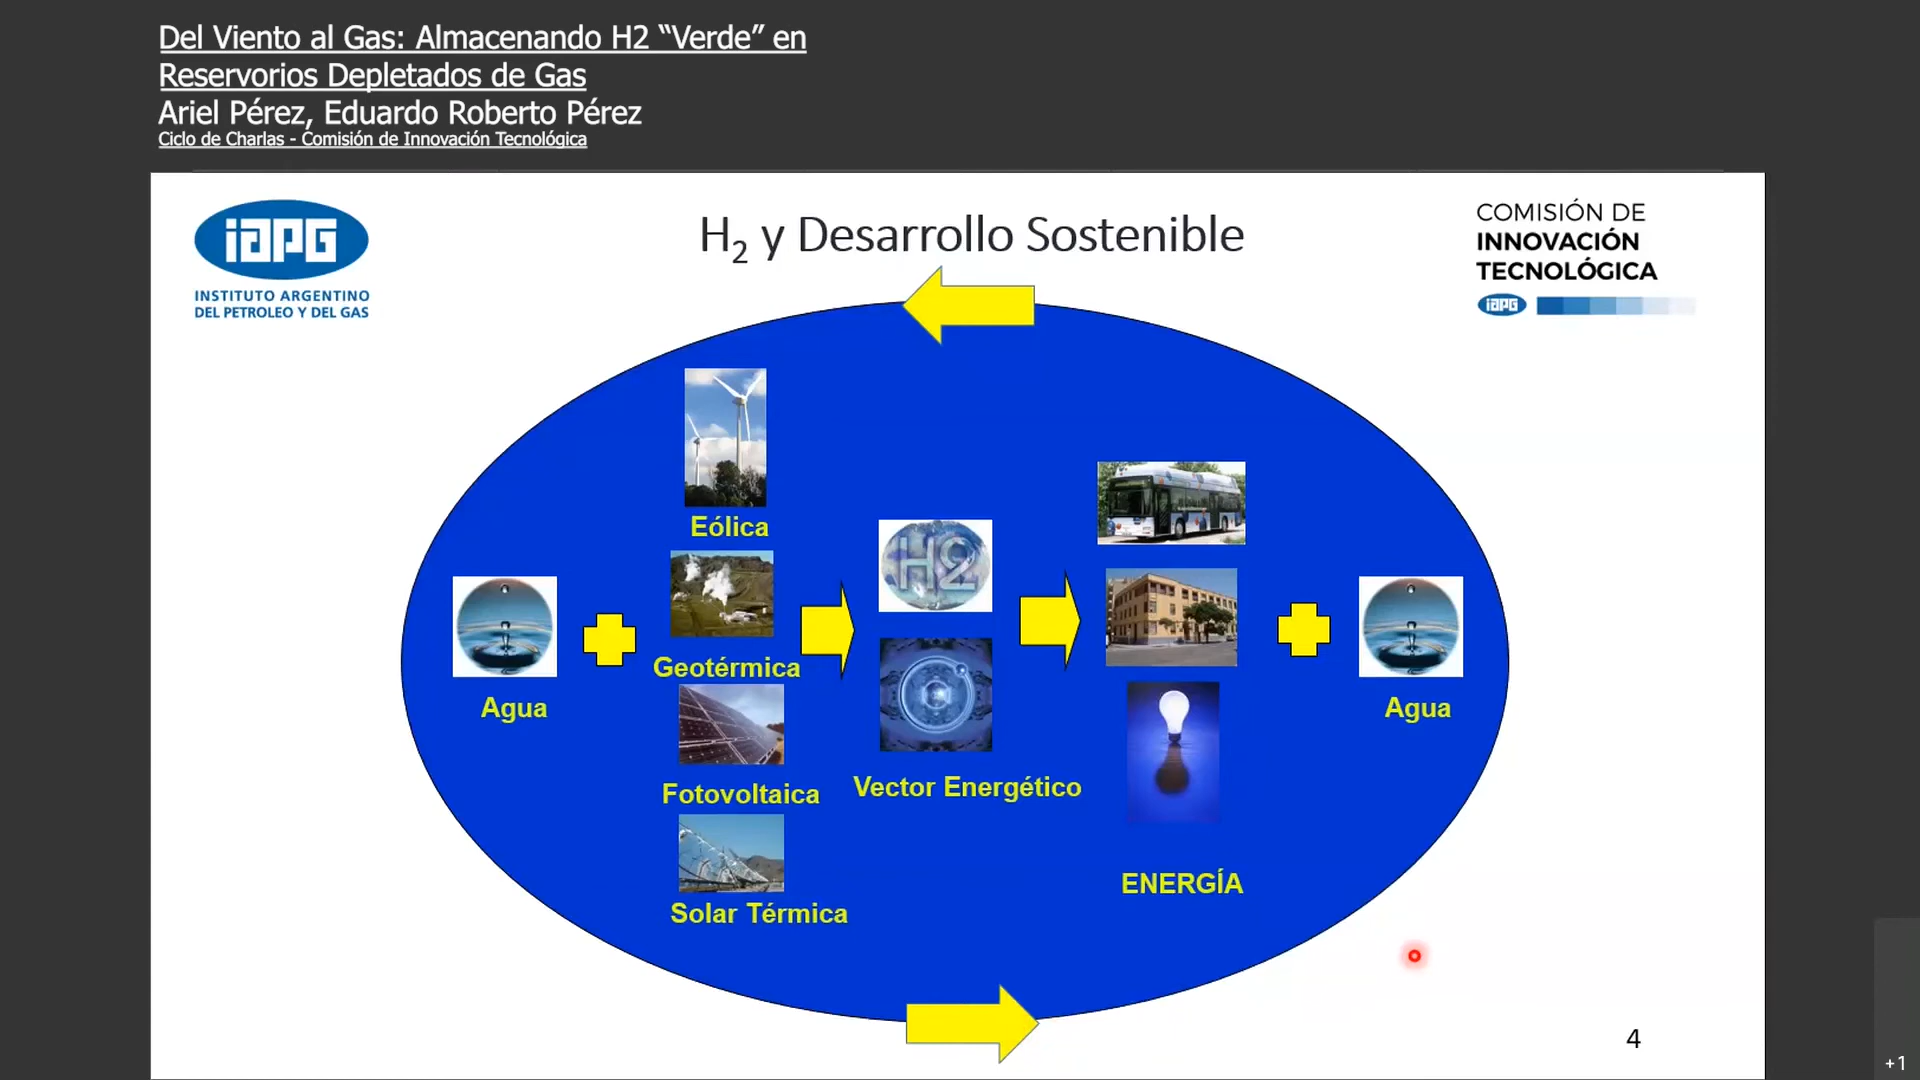 Del Viento al Gas: Almacenando H2 “Verde” en
Reservorios Depletados de Gas
Ariel Pérez, Eduardo Roberto Pérez
Ciclo de Charlas - Comisión de Innovación Tecnológica
iapg
INSTITUTO ARGENTINO
DEL PETROLEO Y DEL GAS
H2 y Desarrollo Sostenible
COMISIÓN DE
INNOVACIÓN
TECNOLÓGICA
iapg
Eólica
H2
Geotérmica
Agua
Agua
Fotovoltaica
Vector Energético
ENERGÍA
Solar Térmica
4
+1